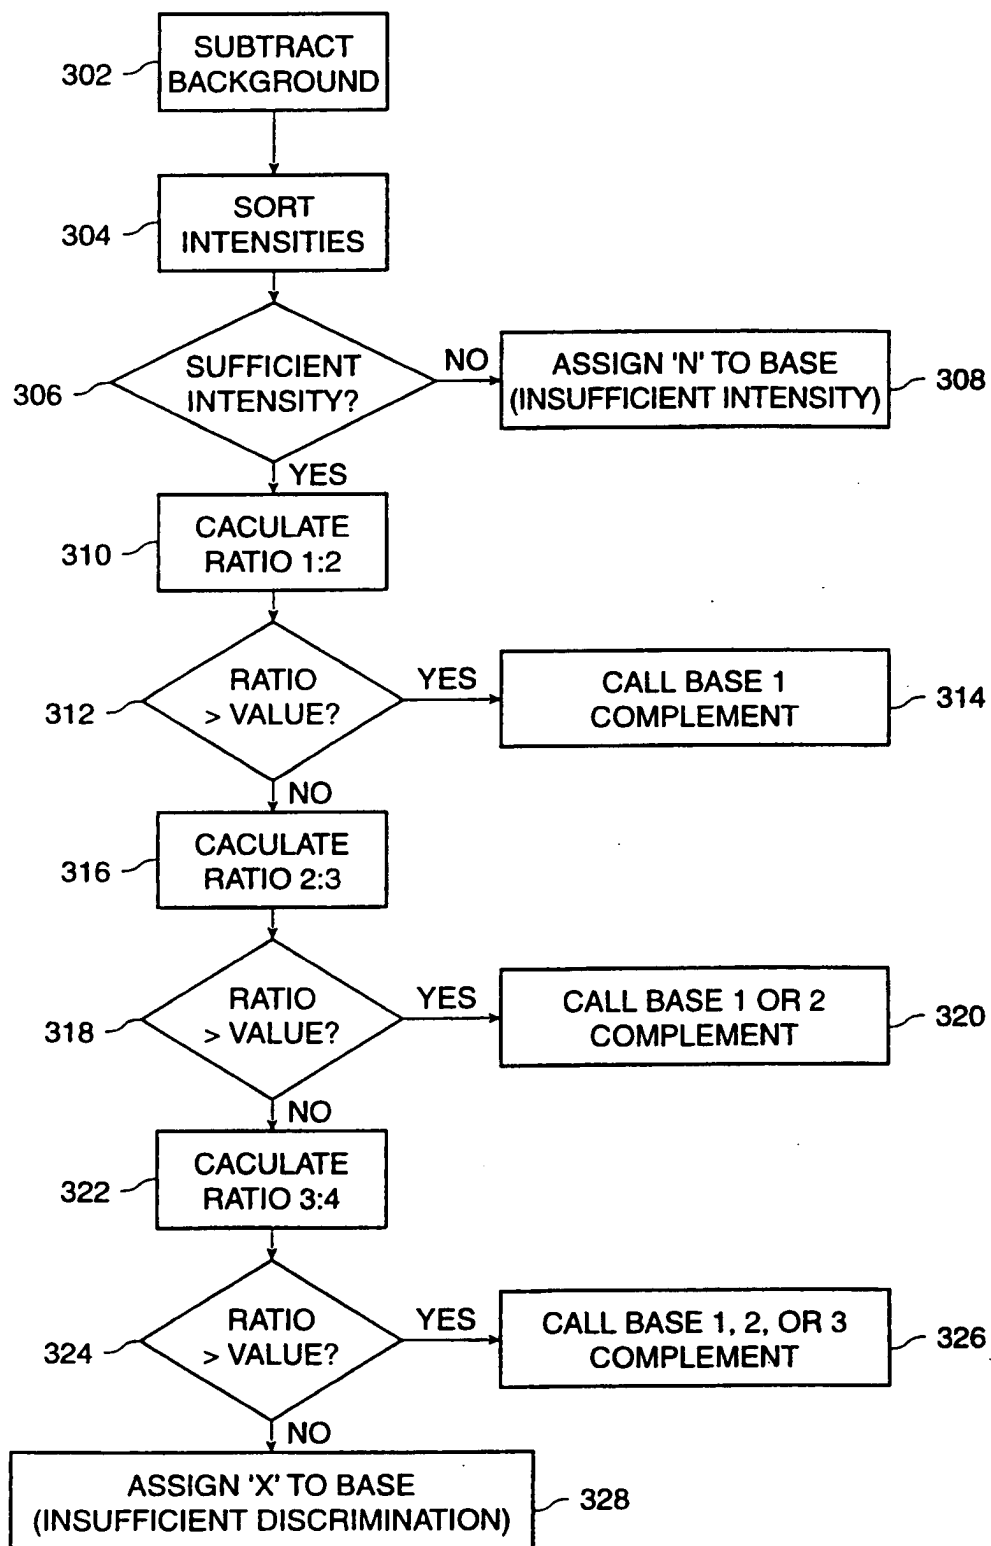 SUBTRACT
BACKGROUND
302
SORT
INTENSITIES
304
SUFFICIENT
INTENSITY?
306
NO
ASSIGN 'N' TO BASE
(INSUFFICIENT INTENSITY)
308
YES
CACULATE
RATIO 1:2
310
RATIO
> VALUE?
312
YES
CALL BASE 1
COMPLEMENT
314
NO
CACULATE
RATIO 2:3
316
RATIO
> VALUE?
318
YES
CALL BASE 1 OR 2
COMPLEMENT
320
NO
CACULATE
RATIO 3:4
322
RATIO
> VALUE?
324
YES
CALL BASE 1, 2, OR 3
COMPLEMENT
326
NO
ASSIGN 'X' TO BASE
(INSUFFICIENT DISCRIMINATION)
328